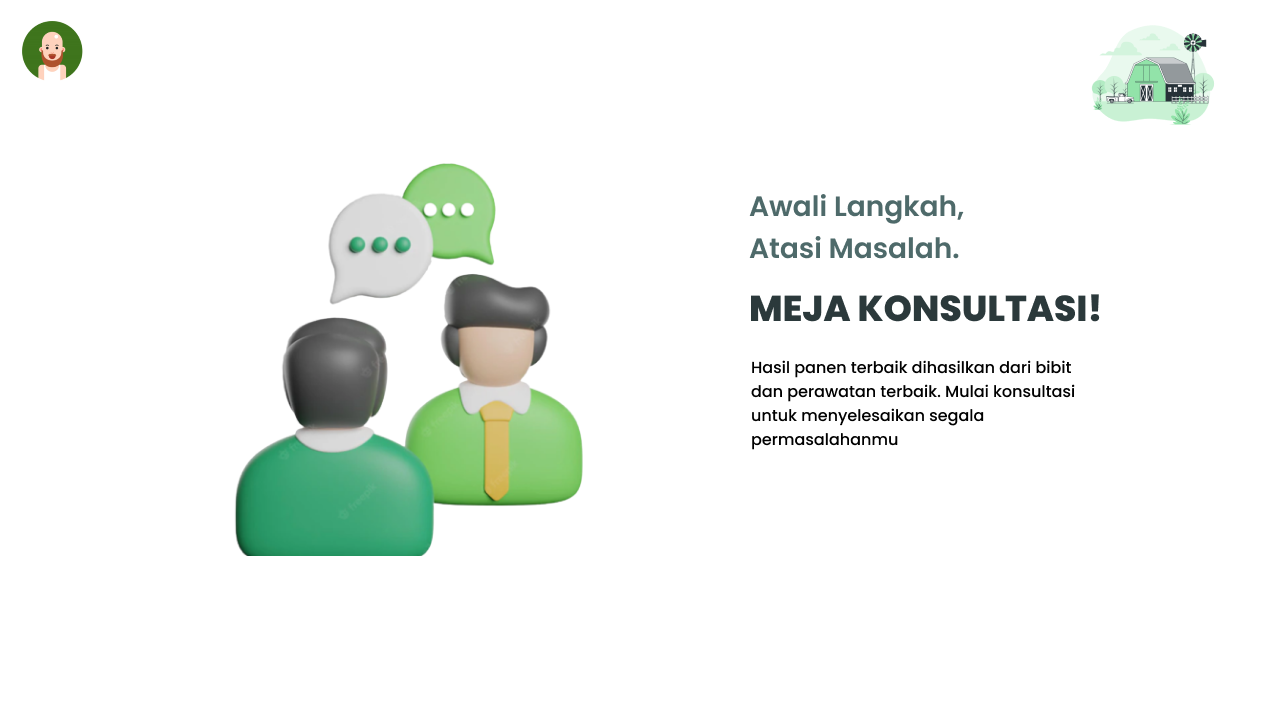 Awali Langkah,
Atasi Masalah.
MEJA KONSULTASI!
Hasil panen terbaik dihasilkan dari bibit
dan perawatan terbaik. Mulai konsultasi
untuk menyelesaikan segala
permasalahanmu